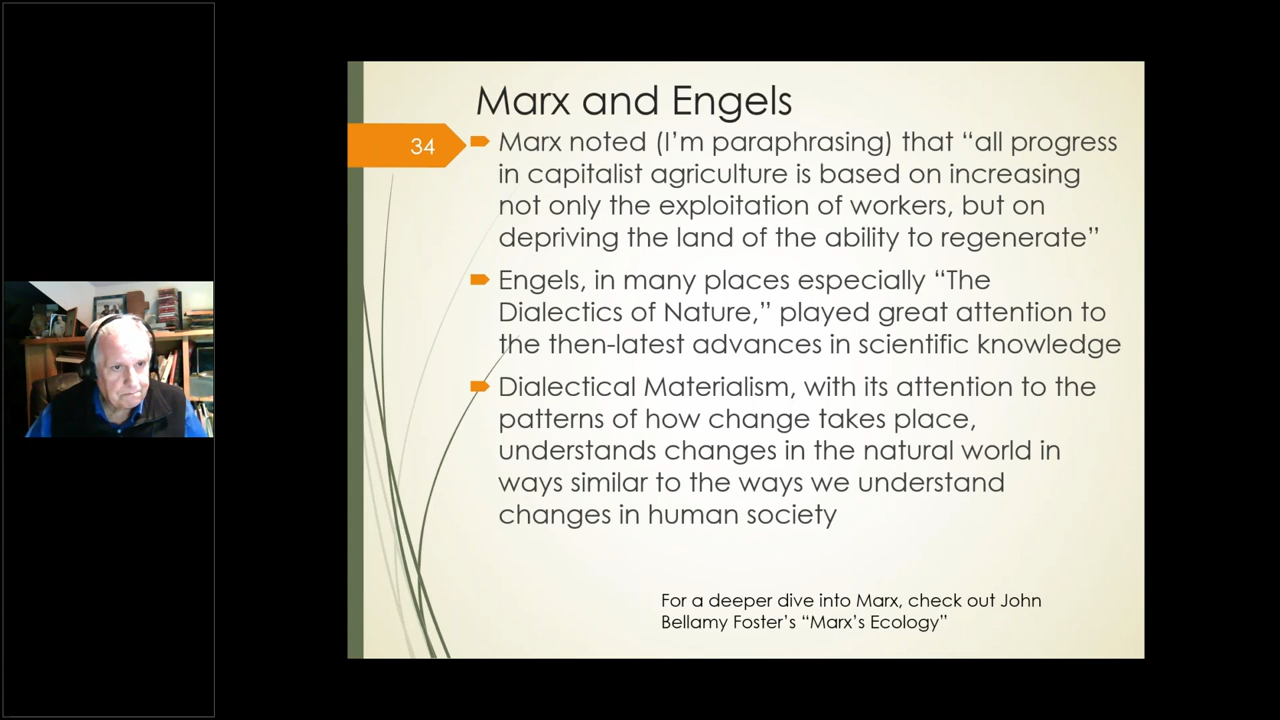 Marx and Engels
34
Marx noted (I’m paraphrasing) that “all progress
in capitalist agriculture is based on increasing
not only the exploitation of workers, but on
depriving the land of the ability to regenerate”
Engels, in many places especially “The
Dialectics of Nature,” played great attention to
the then-latest advances in scientific knowledge
Dialectical Materialism, with its attention to the
patterns of how change takes place,
understands changes in the natural world in
ways similar to the ways we understand
changes in human society
For a deeper dive into Marx, check out John
Bellamy Foster’s “Marx’s Ecology”